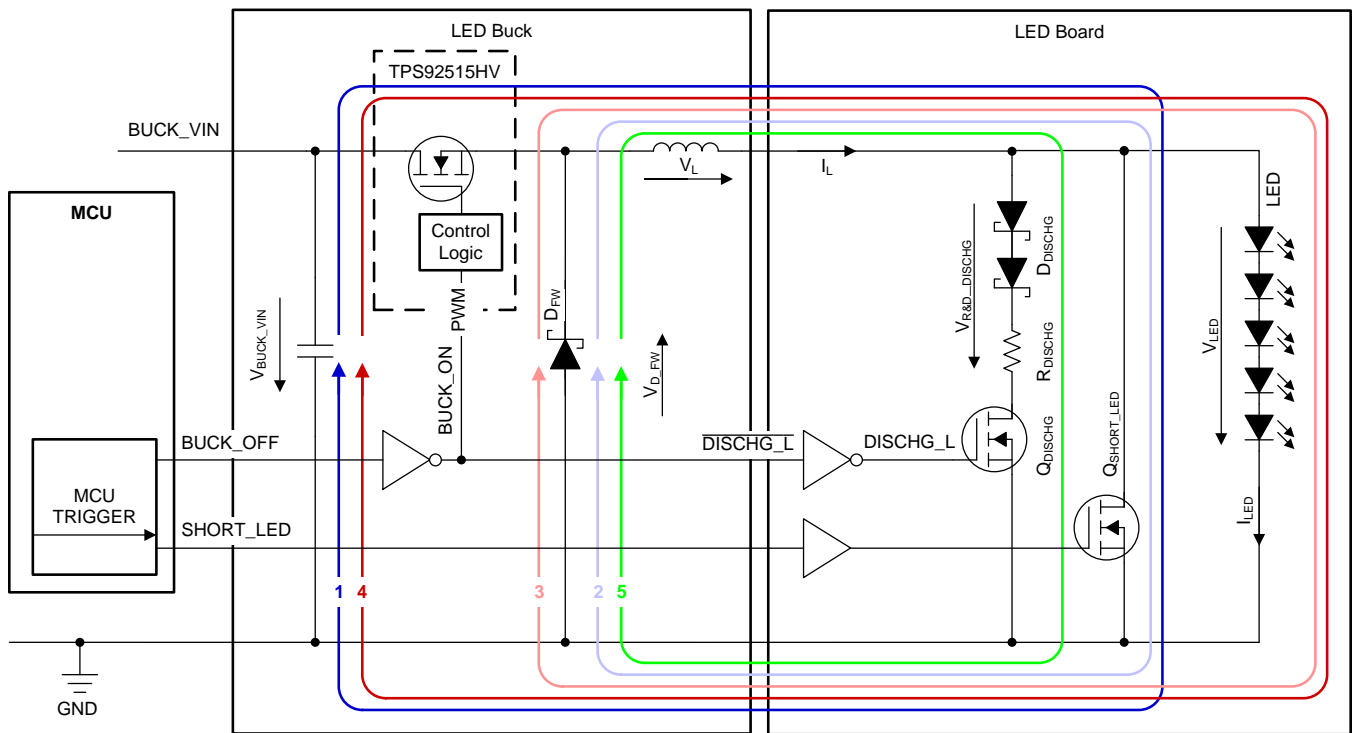 LED Buck
LED Board
TPS92515HV
BUCK_VIN
V_L
I_L
MCU
Control
Logic
PWM
BUCK_ON
D_FW
V_BUCK_VIN
V_D_FW
D_DISCHG
V_R&D_DISCHG
R_DISCHG
LED
V_LED
BUCK_OFF
DISCHG_L
DISCHG_L
Q_DISCHG
Q_SHORT_LED
MCU
TRIGGER
SHORT_LED
I_LED
1
4
3
2
5
GND